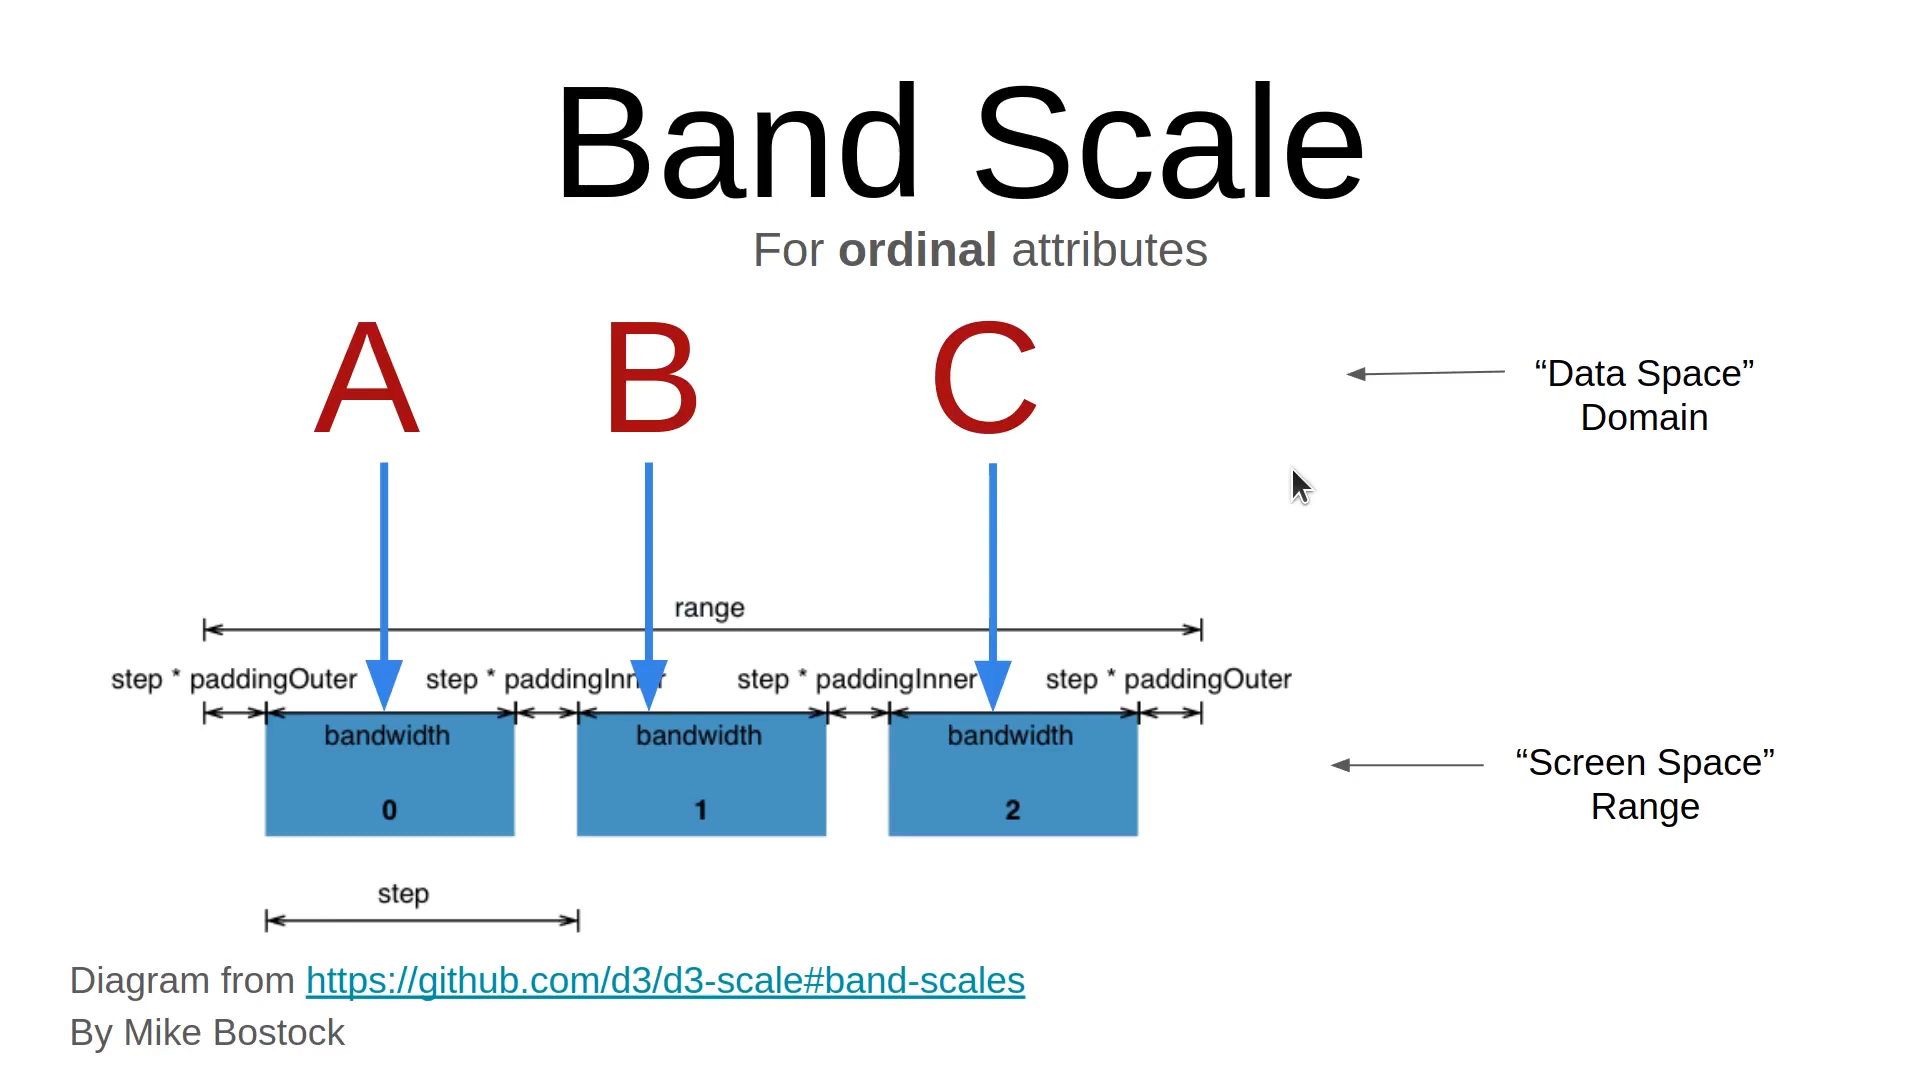 Band Scale
For ordinal attributes
A B C
“Data Space”
Domain
range
step * paddingOuter step * paddingInner step * paddingInner step * paddingOuter
bandwidth bandwidth bandwidth
“Screen Space”
Range
0 1 2
step
Diagram from https://github.com/d3/d3-scale#band-scales
By Mike Bostock